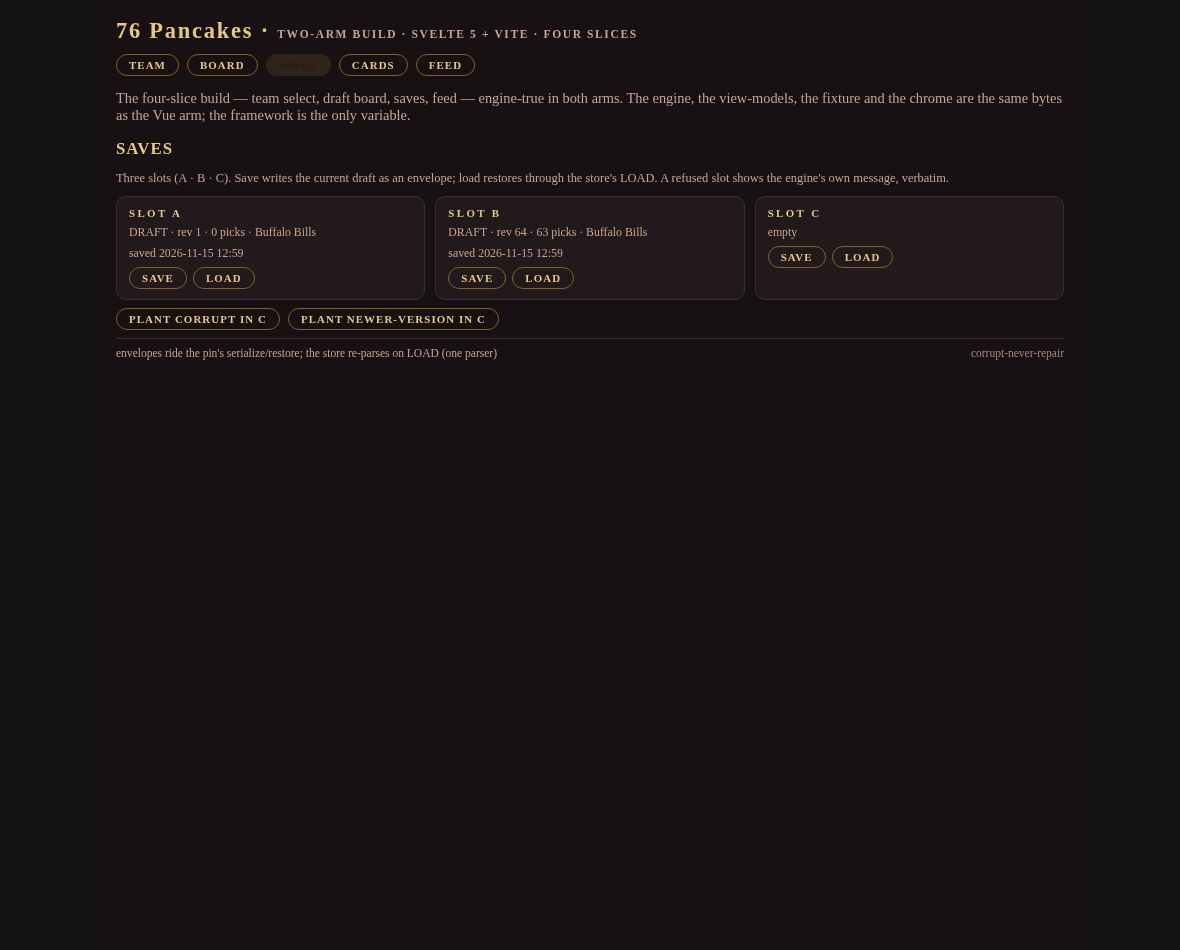 76 Pancakes · TWO-ARM BUILD · SVELTE 5 + VITE · FOUR SLICES
TEAM BOARD SAVES CARDS FEED
The four-slice build — team select, draft board, saves, feed — engine-true in both arms. The engine, the view-models, the fixture and the chrome are the same bytes
as the Vue arm; the framework is the only variable.
SAVES
Three slots (A · B · C). Save writes the current draft as an envelope; load restores through the store's LOAD. A refused slot shows the engine's own message, verbatim.
SLOT A
DRAFT · rev 1 · 0 picks · Buffalo Bills
saved 2026-11-15 12:59
SAVE LOAD
SLOT B
DRAFT · rev 64 · 63 picks · Buffalo Bills
saved 2026-11-15 12:59
SAVE LOAD
SLOT C
empty
SAVE LOAD
PLANT CORRUPT IN C PLANT NEWER-VERSION IN C
envelopes ride the pin's serialize/restore; the store re-parses on LOAD (one parser)
corrupt-never-repair